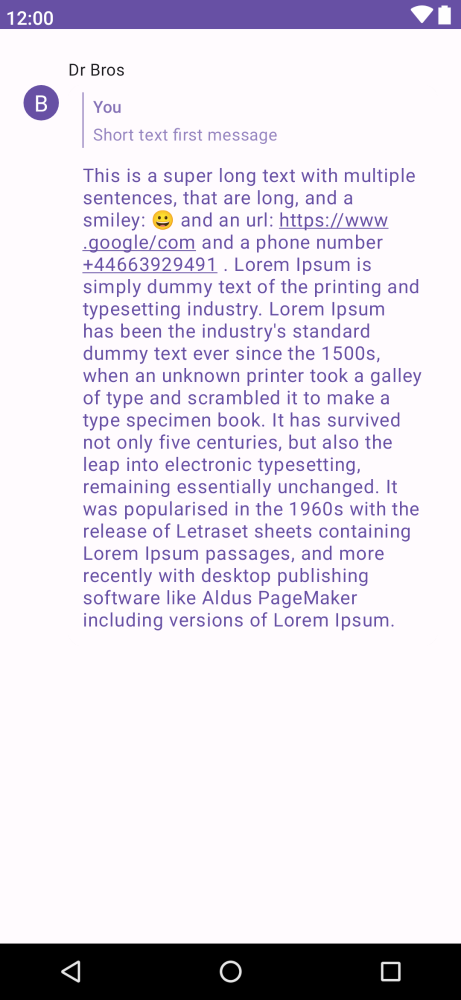 12:00
Dr Bros
B
You
Short text first message
This is a super long text with multiple
sentences, that are long, and a
smiley: 😀 and an url: https://www
.google/com and a phone number
+44663929491 . Lorem Ipsum is
simply dummy text of the printing and
typesetting industry. Lorem Ipsum
has been the industry's standard
dummy text ever since the 1500s,
when an unknown printer took a galley
of type and scrambled it to make a
type specimen book. It has survived
not only five centuries, but also the
leap into electronic typesetting,
remaining essentially unchanged. It
was popularised in the 1960s with the
release of Letraset sheets containing
Lorem Ipsum passages, and more
recently with desktop publishing
software like Aldus PageMaker
including versions of Lorem Ipsum.